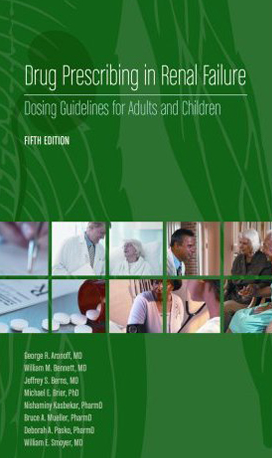 Drug Prescribing in Renal Failure
Dosing Guidelines for Adults and Children
FIFTH EDITION
George R. Aronoff, MD
William M. Bennett, MD
Jeffrey S. Berns, MD
Michael E. Brier, PhD
Nishaminy Kasbekar, PharmD
Bruce A. Mueller, PharmD
Deborah A. Pasko, PharmD
William E. Smoyer, MD